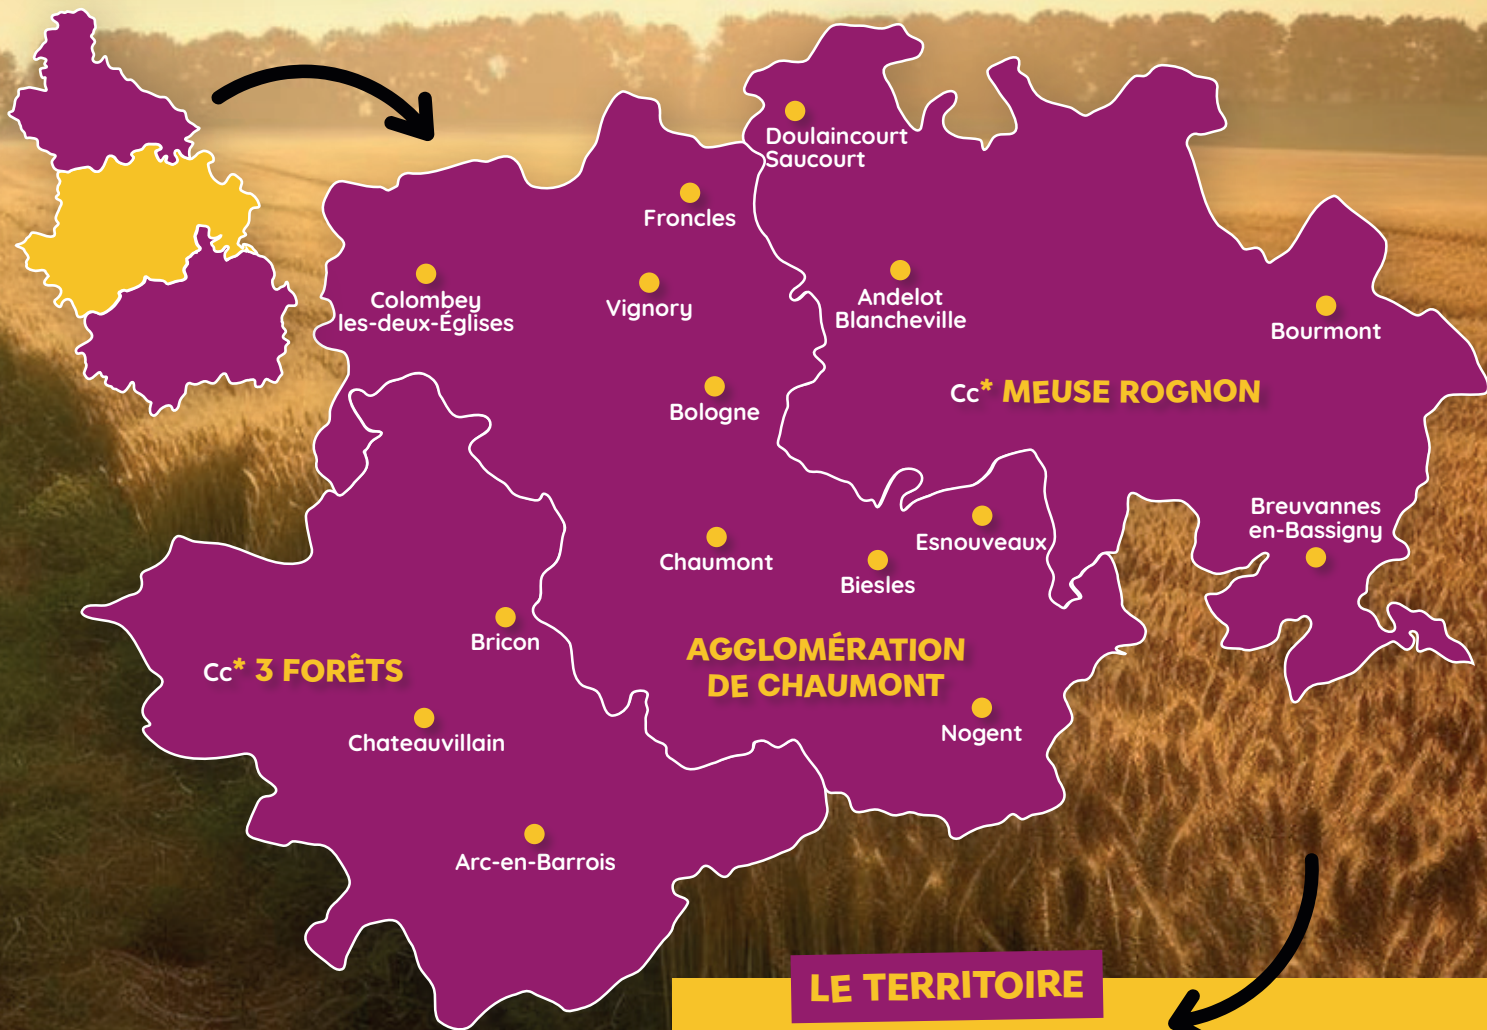 Doulaincourt
Saucourt
Froncles
Colombey
les-deux-Églises
Vignory
Andelot
Blancheville
Bourmont
Bologne
Cc* MEUSE ROGNON
Chaumont
Esnouveaux
Biesles
Breuvannes
en-Bassigny
Bricon
Cc* 3 FORÊTS
AGGLOMÉRATION
DE CHAUMONT
Chateauvillain
Nogent
Arc-en-Barrois
LE TERRITOIRE